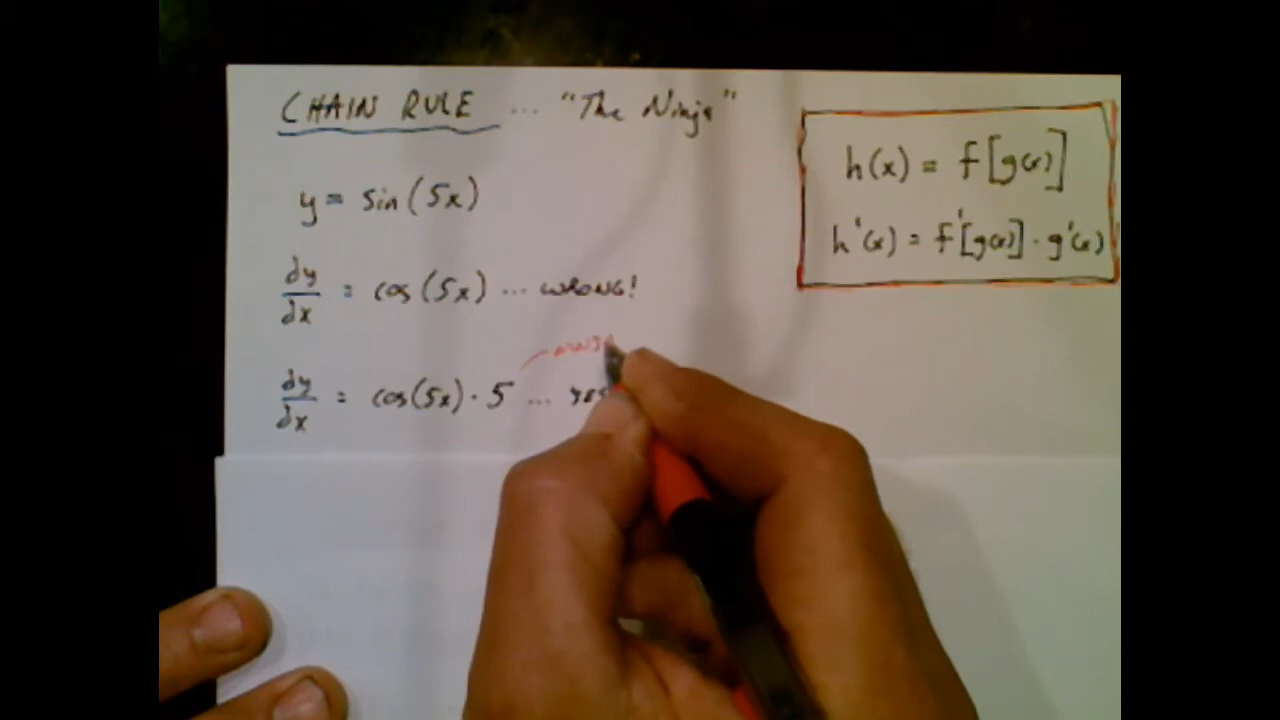 CHAIN RULE ... "The Ninja"
y = sin(5x)
dy/dx = cos(5x) ... WRONG!
dy/dx = cos(5x) · 5 ... yes
h(x) = f[g(x)]
h'(x) = f'[g(x)] · g'(x)